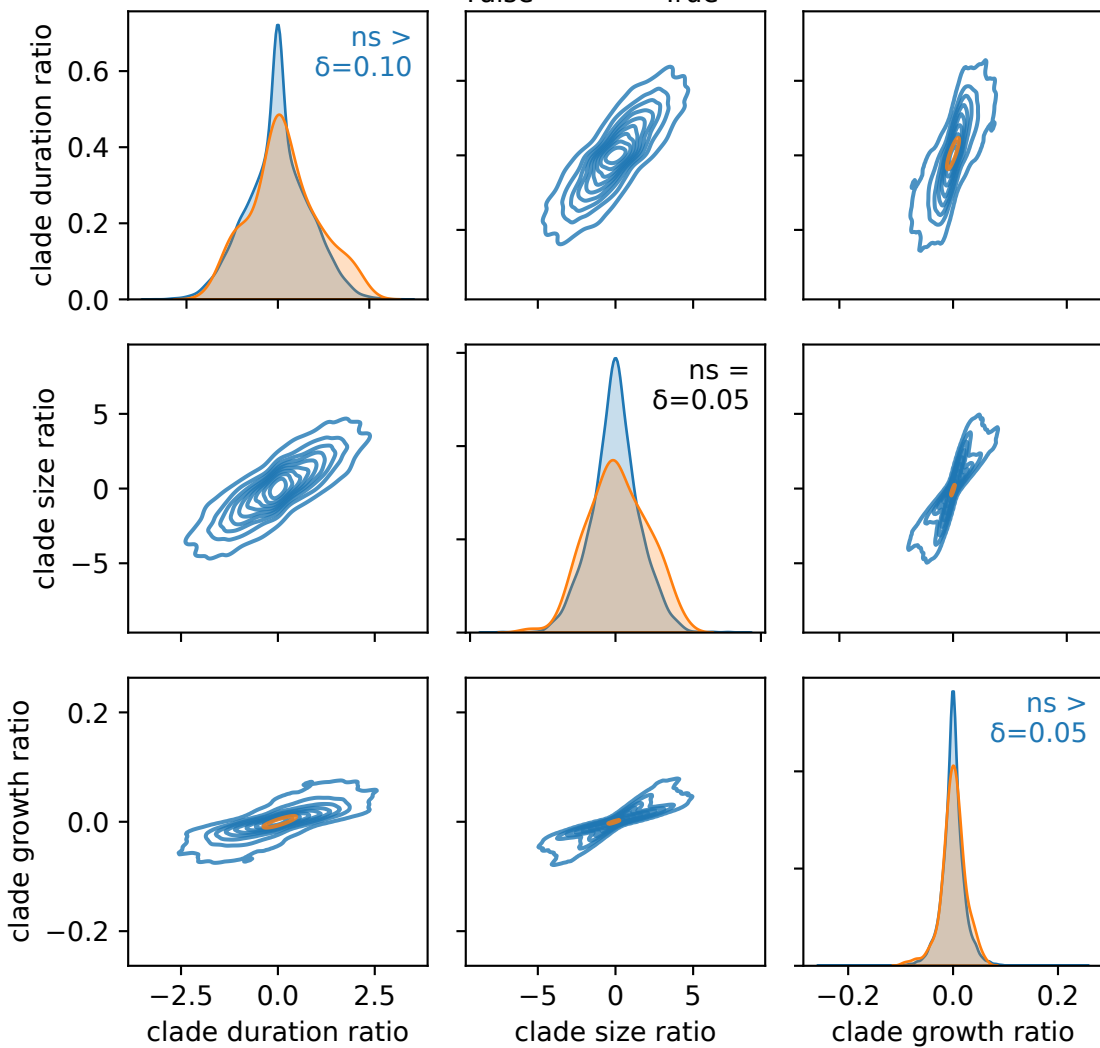 False True
clade duration ratio
0.6
0.4
0.2
0.0
ns >
δ=0.10
clade size ratio
5
0
−5
ns =
δ=0.05
clade growth ratio
0.2
0.0
−0.2
ns >
δ=0.05
−2.5 0.0 2.5
−5 0 5
−0.2 0.0 0.2
clade duration ratio
clade size ratio
clade growth ratio